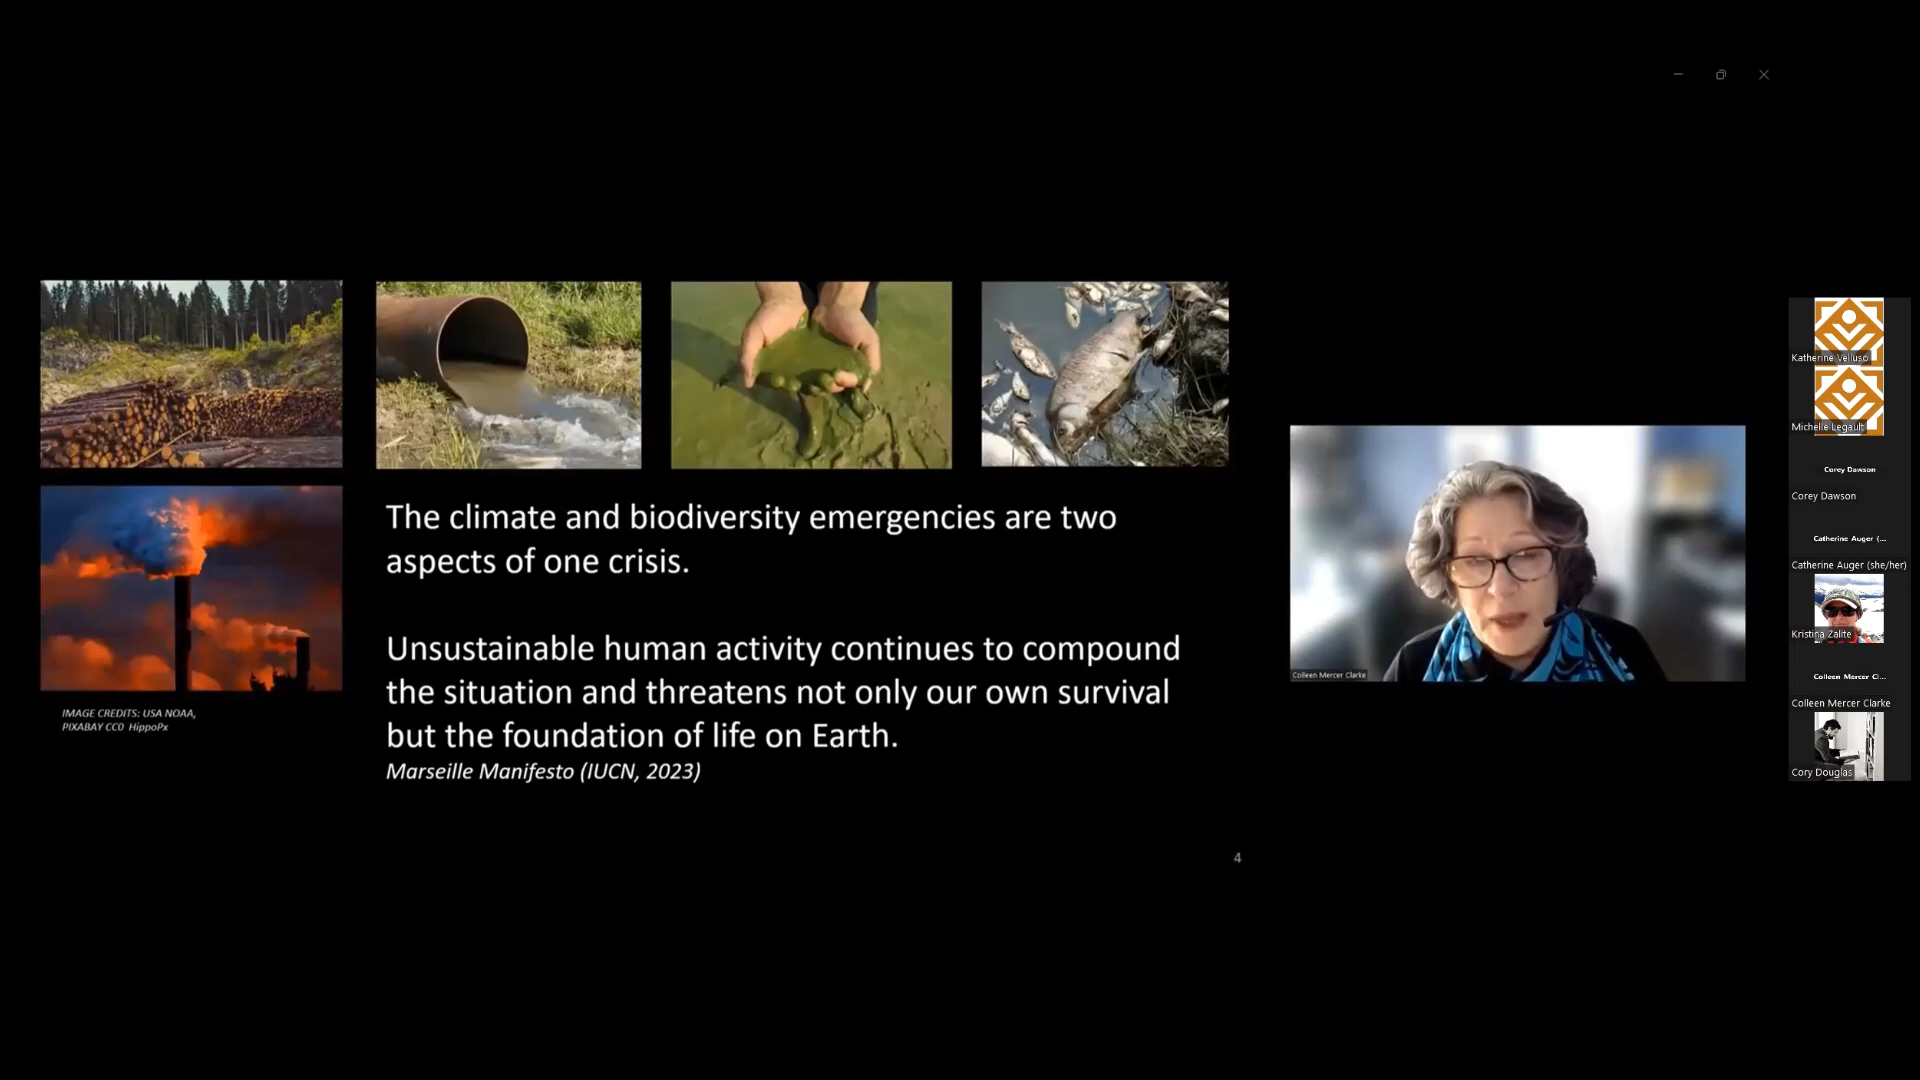 The climate and biodiversity emergencies are two
aspects of one crisis.
Unsustainable human activity continues to compound
the situation and threatens not only our own survival
but the foundation of life on Earth.
Marseille Manifesto (IUCN, 2023)
IMAGE CREDITS: USA NOAA,
PIXABAY CC0 HippoPx
4
Colleen Mercer Clarke
Katherine Velluso
Michelle Legault
Corey Dawson
Corey Dawson
Catherine Auger (...
Catherine Auger (she/her)
Kristina Zalite
Colleen Mercer Cl...
Colleen Mercer Clarke
Cory Douglas